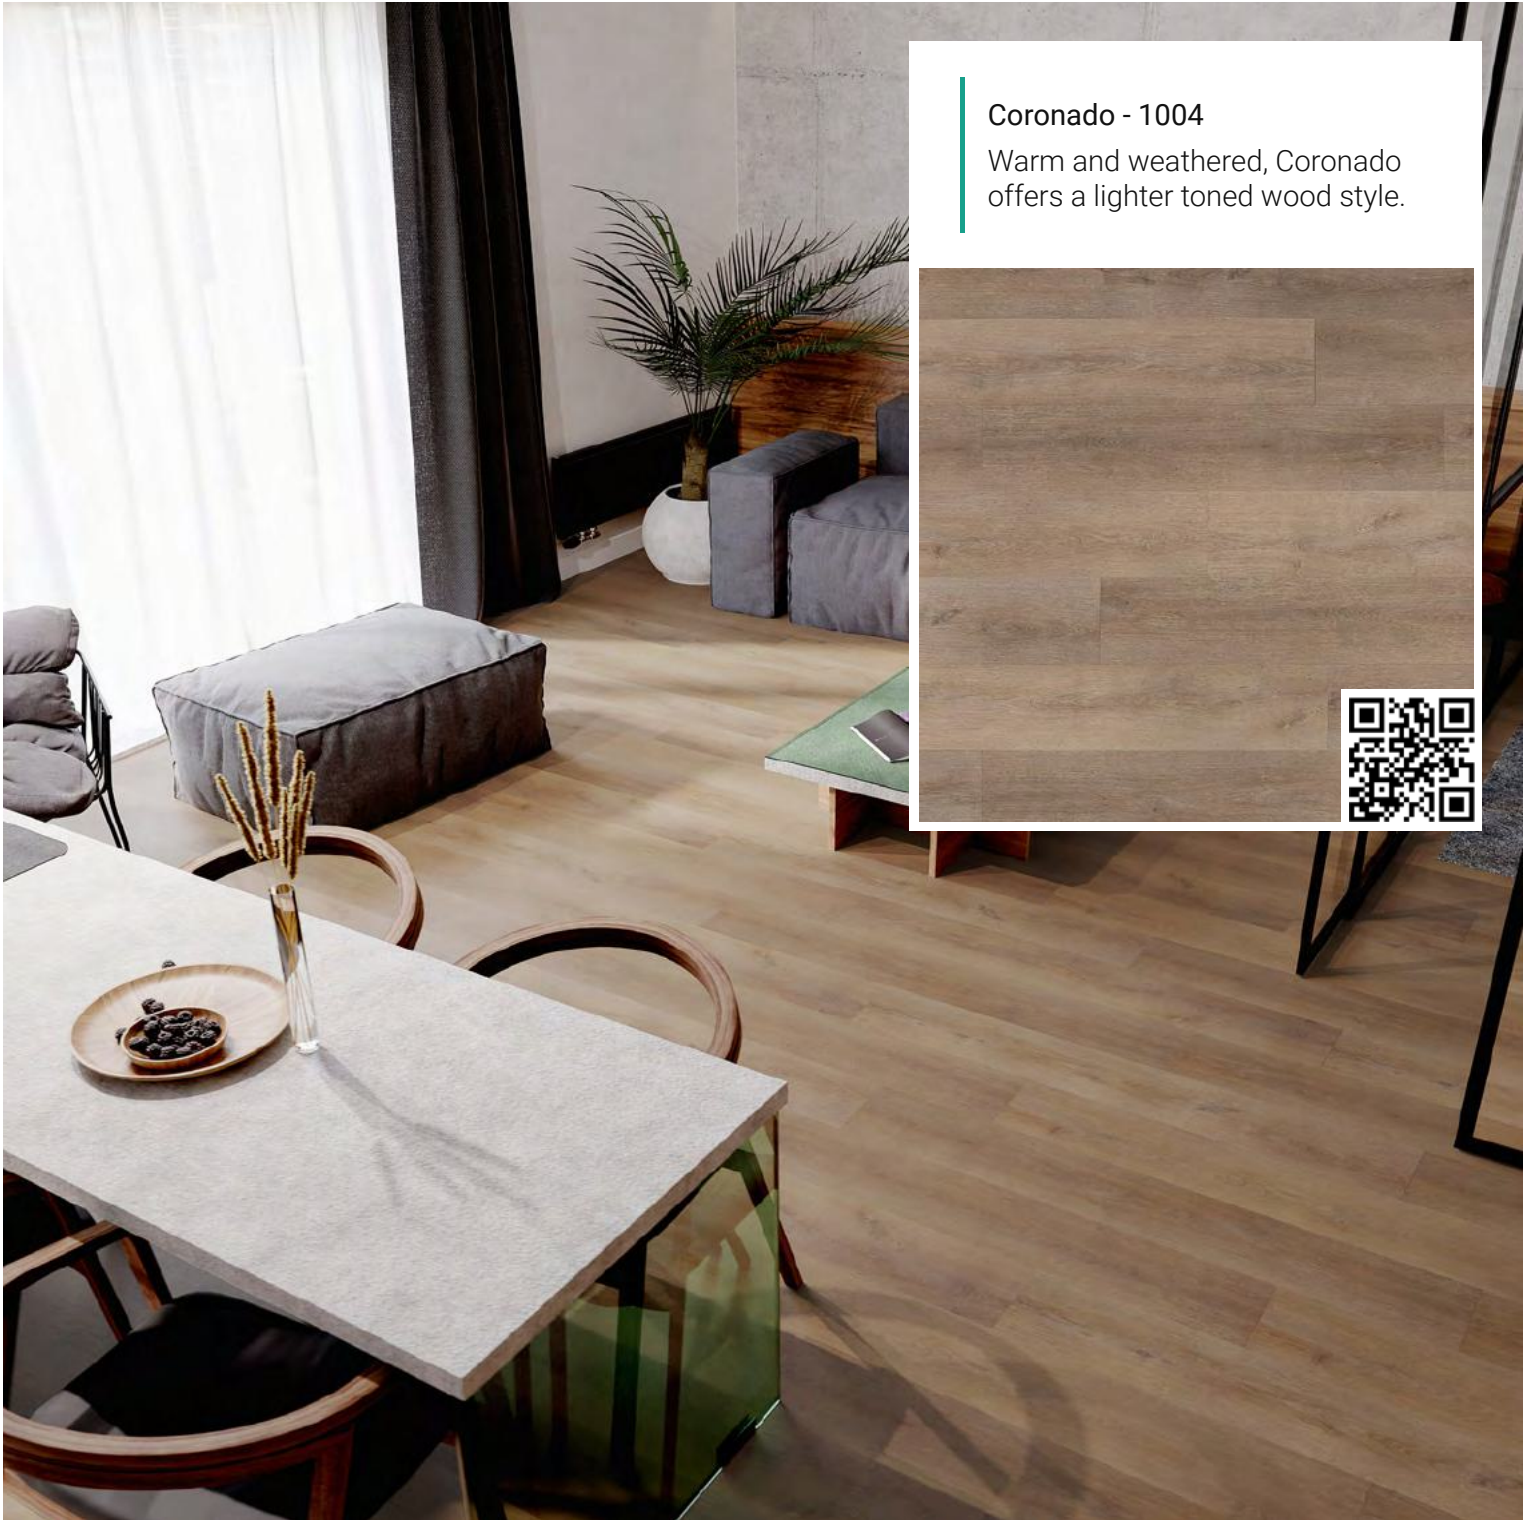 Coronado - 1004
Warm and weathered, Coronado
offers a lighter toned wood style.